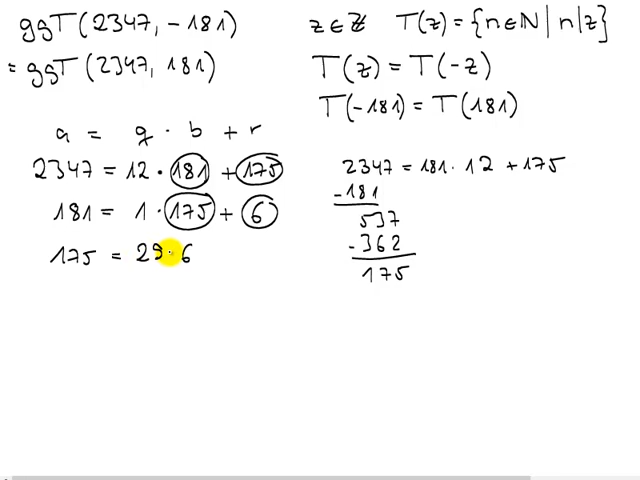 ggT(2347, -181)
= ggT(2347, 181)
a = q · b + r
2347 = 12 · 181 + 175
181 = 1 · 175 + 6
175 = 29 · 6
z ∈ ℤ T(z) = {n ∈ ℕ | n|z}
T(z) = T(-z)
T(-181) = T(181)
2347 = 181 · 12 + 175
-181
537
-362
175